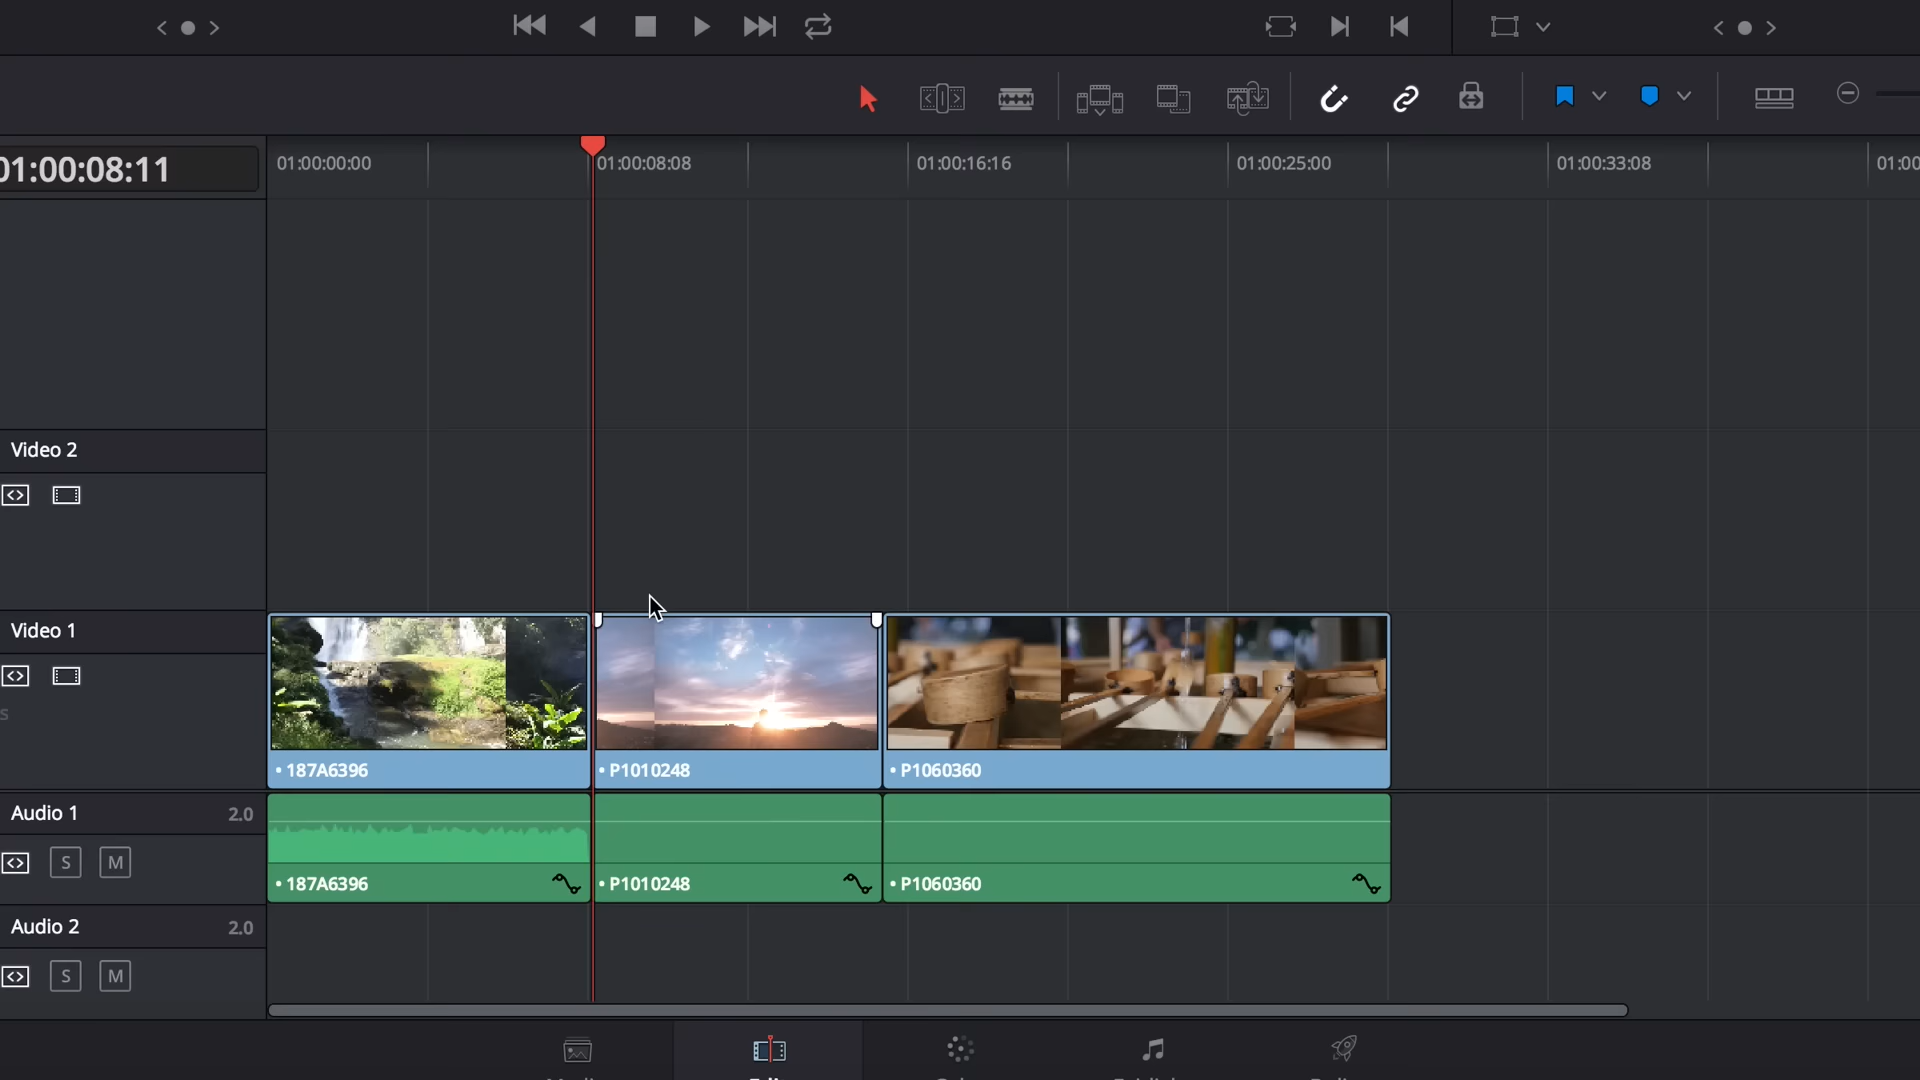 01:00:08:11
01:00:00:00
01:00:08:08
01:00:16:16
01:00:25:00
01:00:33:08
01:00
Video 2
Video 1
• 187A6396
• P1010248
• P1060360
Audio 1 2.0
S M
• 187A6396
• P1010248
• P1060360
Audio 2 2.0
S M